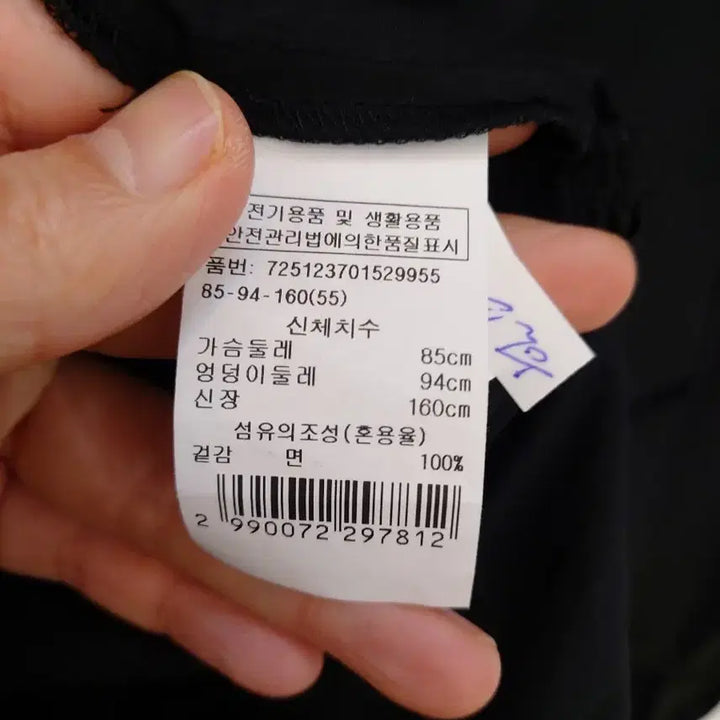 전기용품 및 생활용품
안전관리법에의한품질표시
품번: 725123701529955
85-94-160(55)
신체치수
가슴둘레 85cm
엉덩이둘레 94cm
신장 160cm
섬유의조성(혼용율)
겉감 면 100%
2 990072 297812